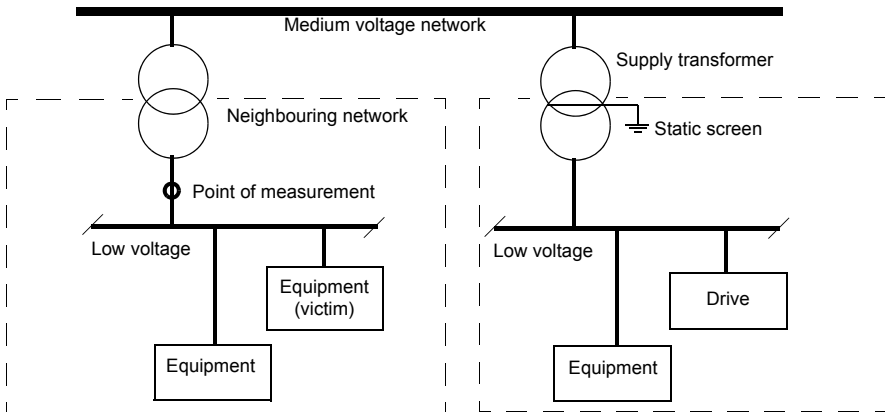 Medium voltage network
Supply transformer
Neighbouring network
Static screen
Point of measurement
Low voltage
Low voltage
Equipment
(victim)
Drive
Equipment
Equipment